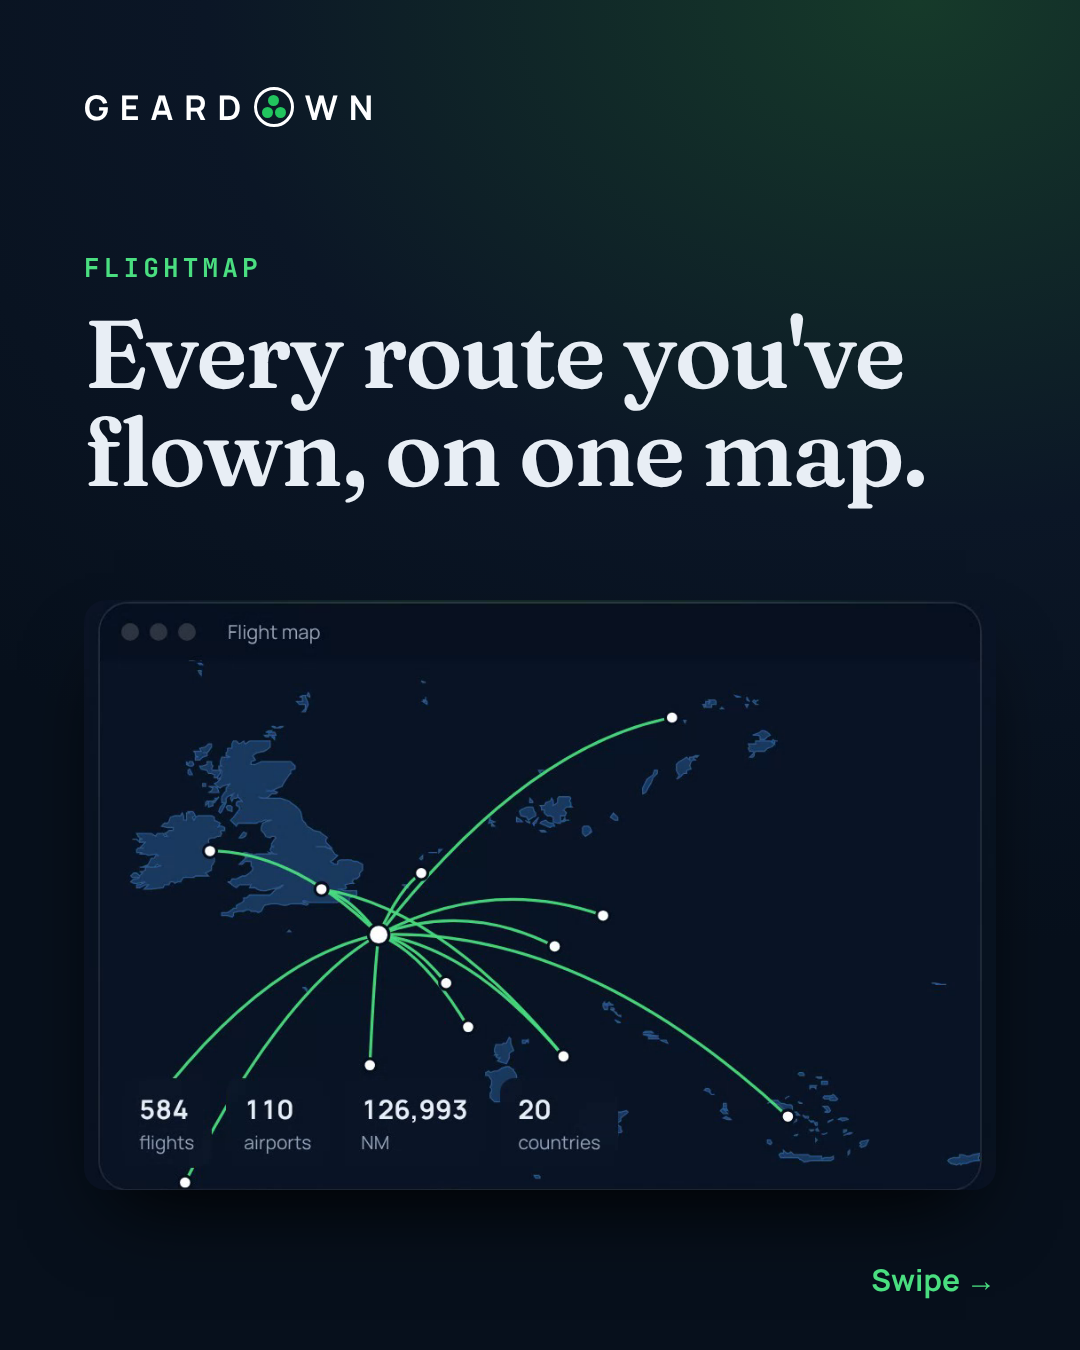 GEARDOWN
FLIGHTMAP
Every route you've
flown, on one map.
Flight map
584 110 126,993 20
flights airports NM countries
Swipe →